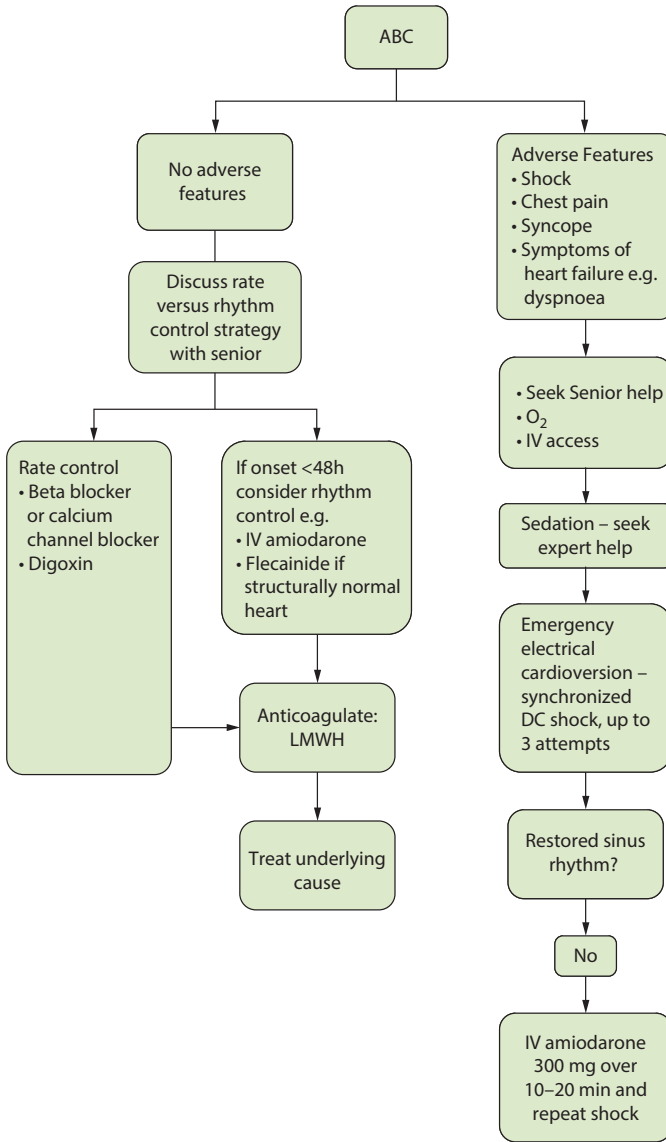 ABC
No adverse
features
Discuss rate
versus rhythm
control strategy
with senior
Rate control
• Beta blocker
or calcium
channel blocker
• Digoxin
If onset <48h
consider rhythm
control e.g.
• IV amiodarone
• Flecainide if
structurally normal
heart
Anticoagulate:
LMWH
Treat underlying
cause
Adverse Features
• Shock
• Chest pain
• Syncope
• Symptoms of
heart failure e.g.
dyspnoea
• Seek Senior help
• O₂
• IV access
Sedation – seek
expert help
Emergency
electrical
cardioversion –
synchronized
DC shock, up to
3 attempts
Restored sinus
rhythm?
No
IV amiodarone
300 mg over
10–20 min and
repeat shock